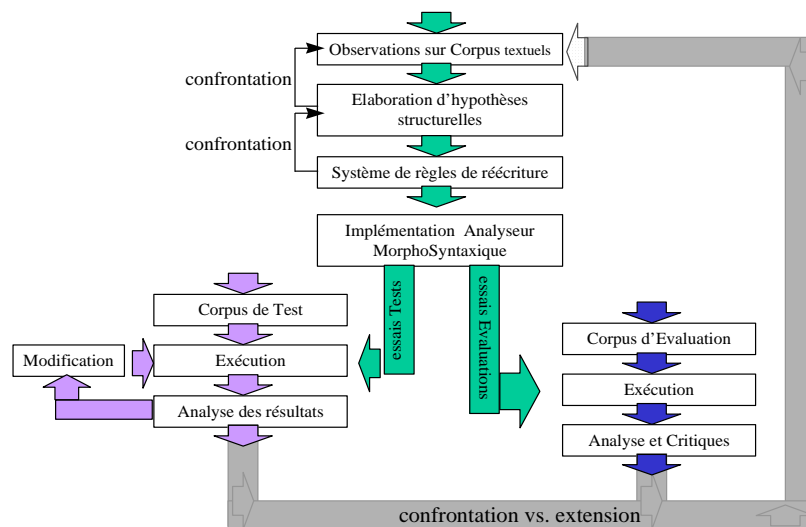 Observations sur Corpus textuels
confrontation
Elaboration d’hypothèses
structurelles
confrontation
Système de règles de réécriture
Implémentation Analyseur
MorphoSyntaxique
essais Tests
essais Evaluations
Corpus de Test
Corpus d’Evaluation
Modification
Exécution
Exécution
Analyse des résultats
Analyse et Critiques
confrontation vs. extension